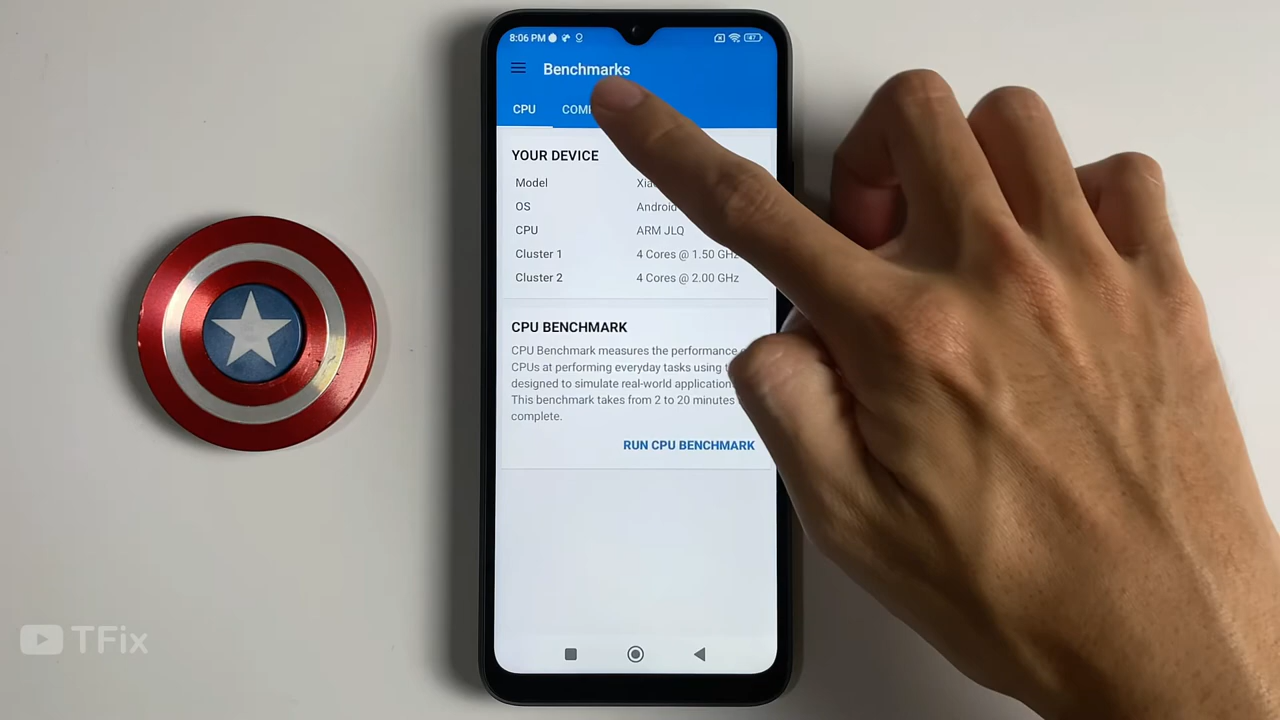 8:06 PM
47
Benchmarks
CPU
YOUR DEVICE
Model
OS Android
CPU ARM JLQ
Cluster 1 4 Cores @ 1.50 GHz
Cluster 2 4 Cores @ 2.00 GHz
CPU BENCHMARK
CPU Benchmark measures the performance
CPUs at performing everyday tasks using
designed to simulate real-world application
This benchmark takes from 2 to 20 minutes
complete.
RUN CPU BENCHMARK
TFix